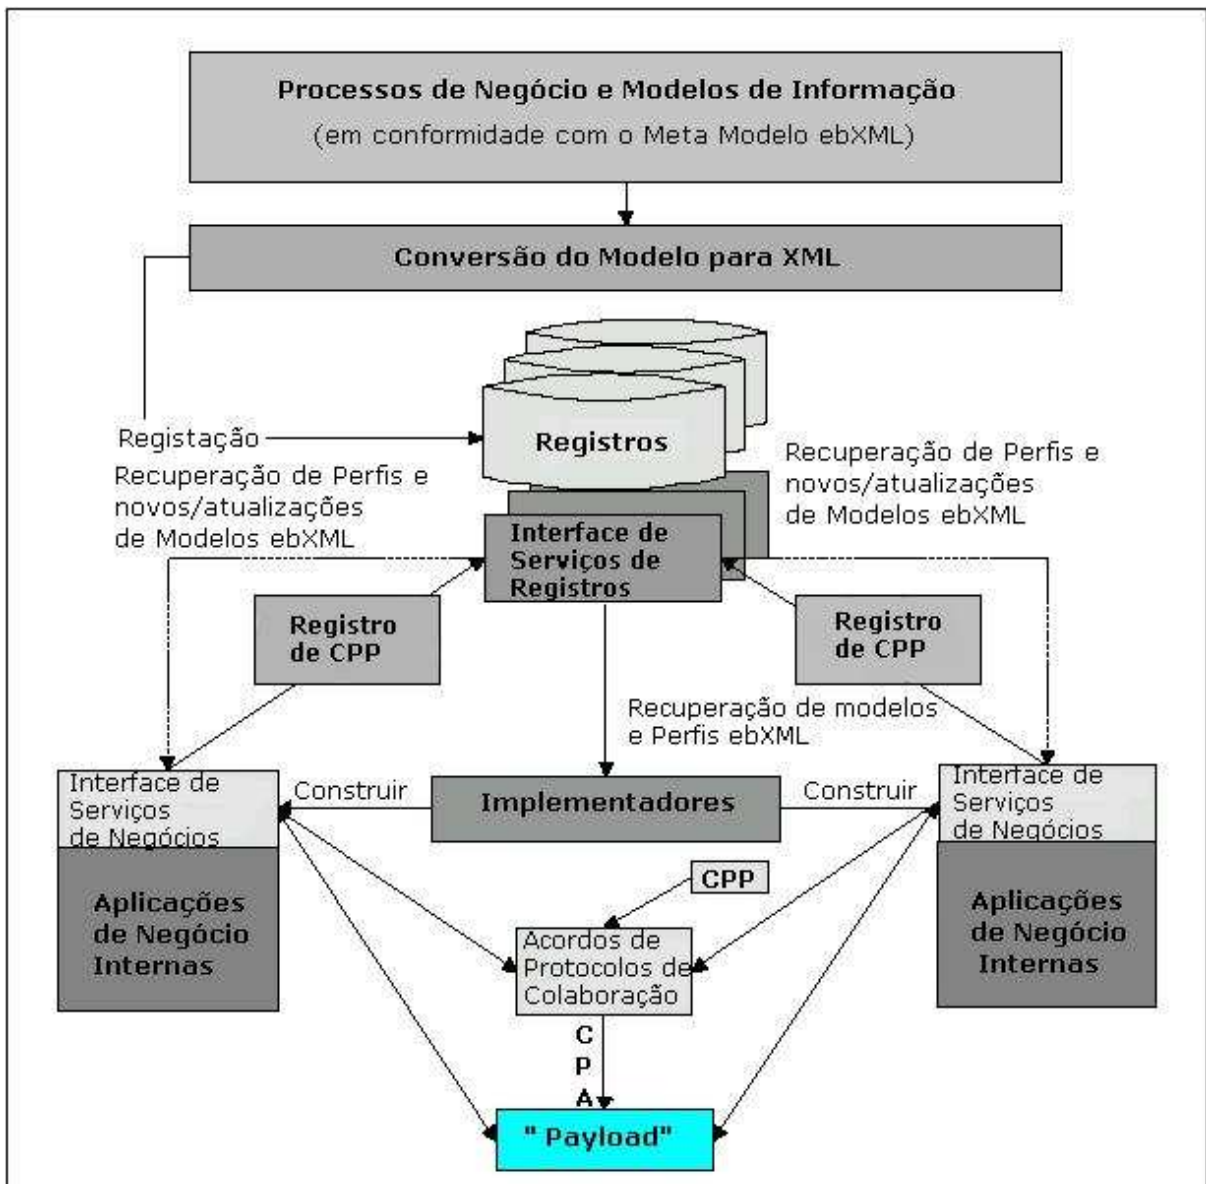 Processos de Negócio e Modelos de Informação
(em conformidade com o Meta Modelo ebXML)
Conversão do Modelo para XML
Registação
Registros
Recuperação de Perfis e
novos/atualizações
de Modelos ebXML
Recuperação de Perfis e
novos/atualizações
de Modelos ebXML
Interface de
Serviços de
Registros
Registro
de CPP
Registro
de CPP
Recuperação de modelos
e Perfis ebXML
Interface de
Serviços
de Negócios
Construir
Implementadores
Construir
Interface de
Serviços
de Negócios
Aplicações
de Negócio
Internas
CPP
Aplicações
de Negócio
Internas
Acordos de
Protocolos de
Colaboração
C
P
A
" Payload"